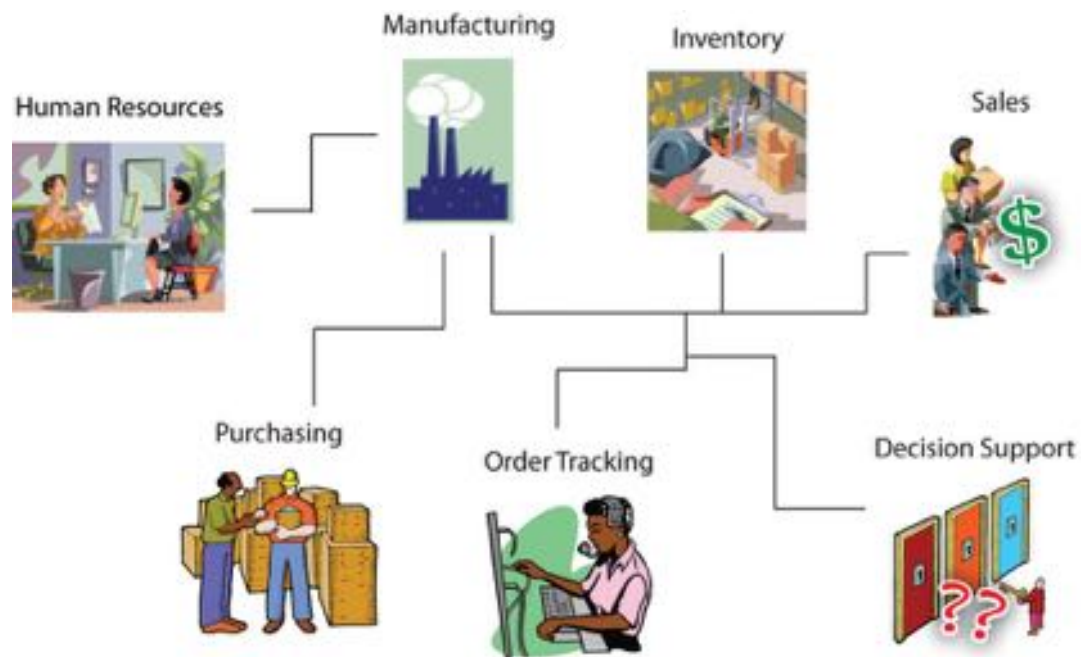 Manufacturing
Inventory
Human Resources
Sales
$
Purchasing
Order Tracking
Decision Support
??